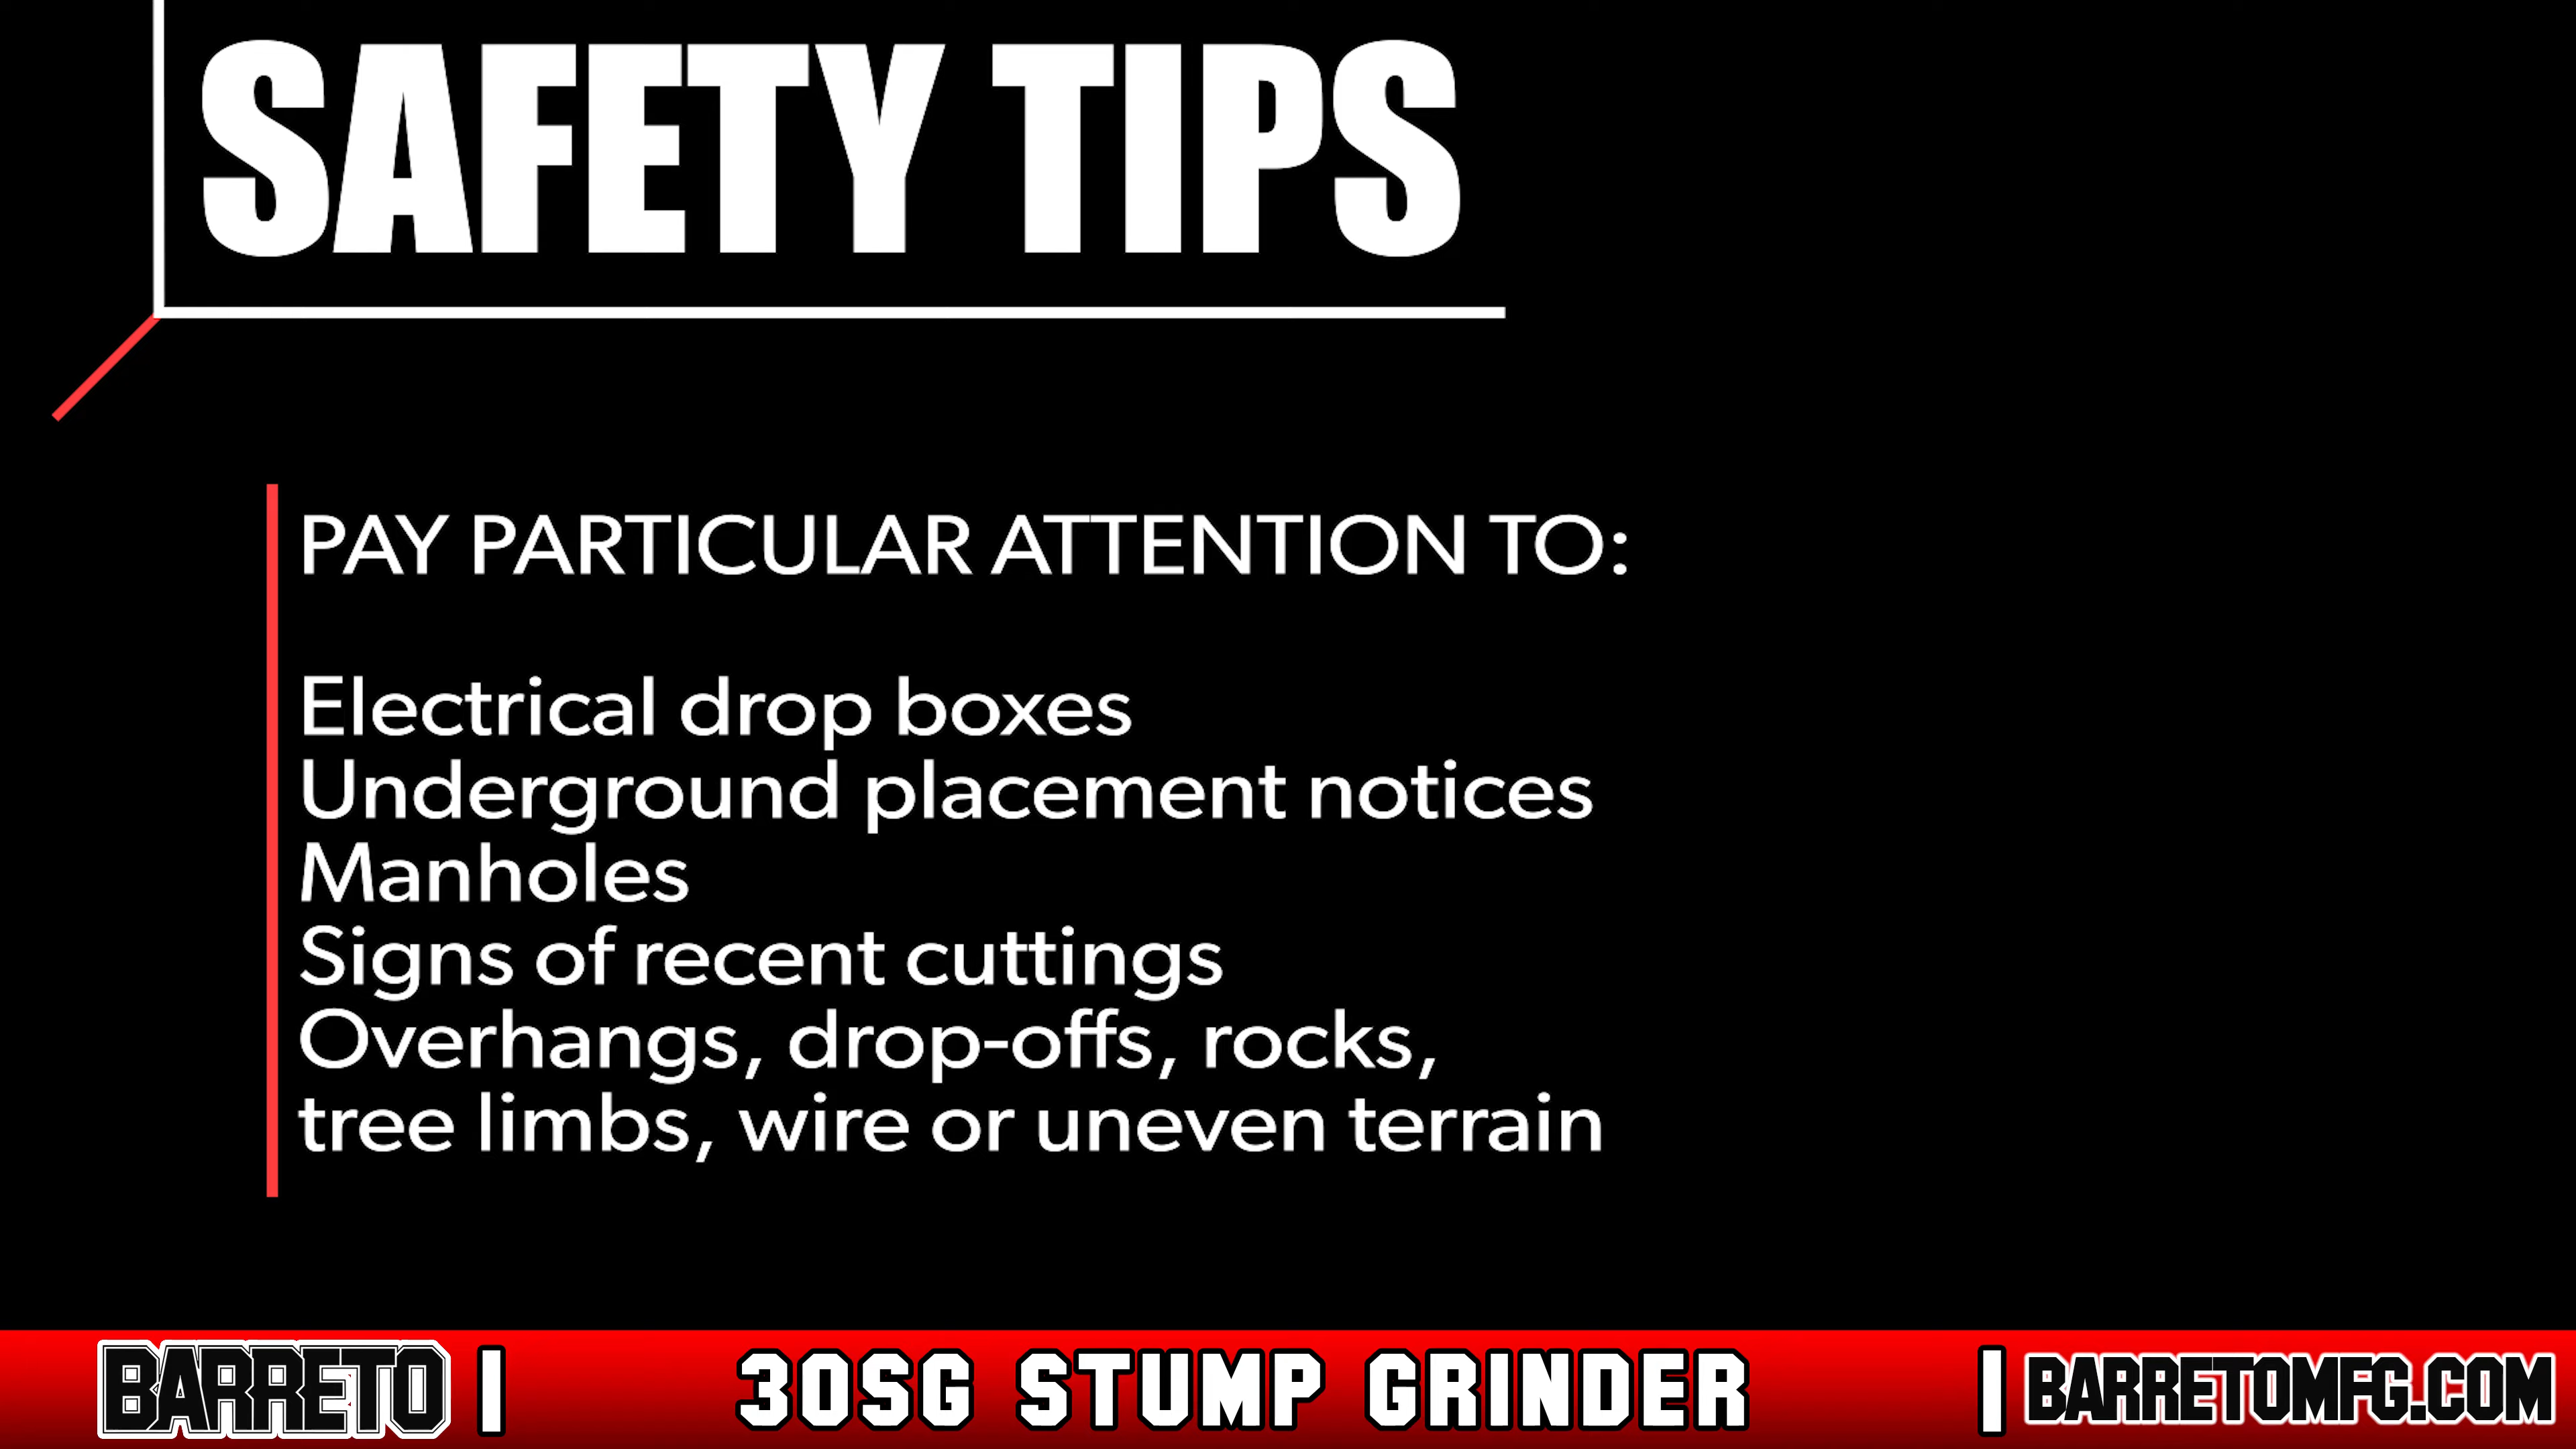 SAFETY TIPS
PAY PARTICULAR ATTENTION TO:
Electrical drop boxes
Underground placement notices
Manholes
Signs of recent cuttings
Overhangs, drop-offs, rocks,
tree limbs, wire or uneven terrain
BARRETO | 30SG STUMP GRINDER | BARRETOMFG.COM